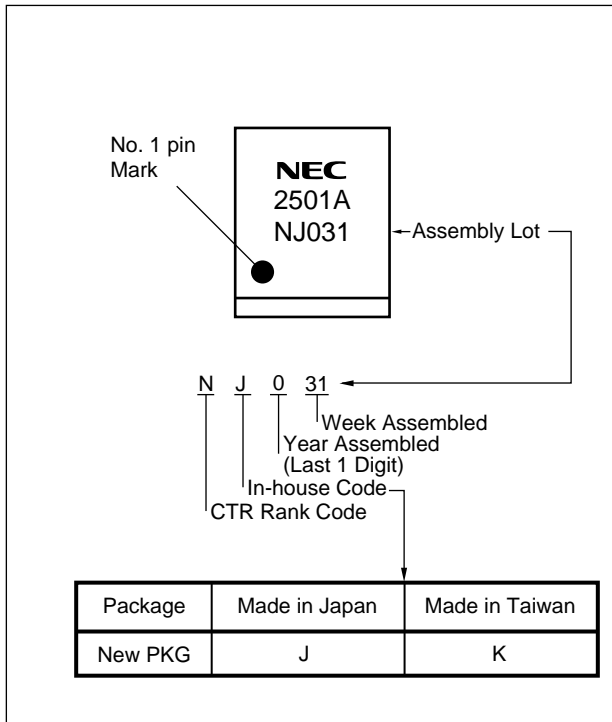 No. 1 pin
Mark
NEC
2501A
NJ031
Assembly Lot
N J 0 31
Week Assembled
Year Assembled
(Last 1 Digit)
In-house Code
CTR Rank Code
Package Made in Japan Made in Taiwan
New PKG J K